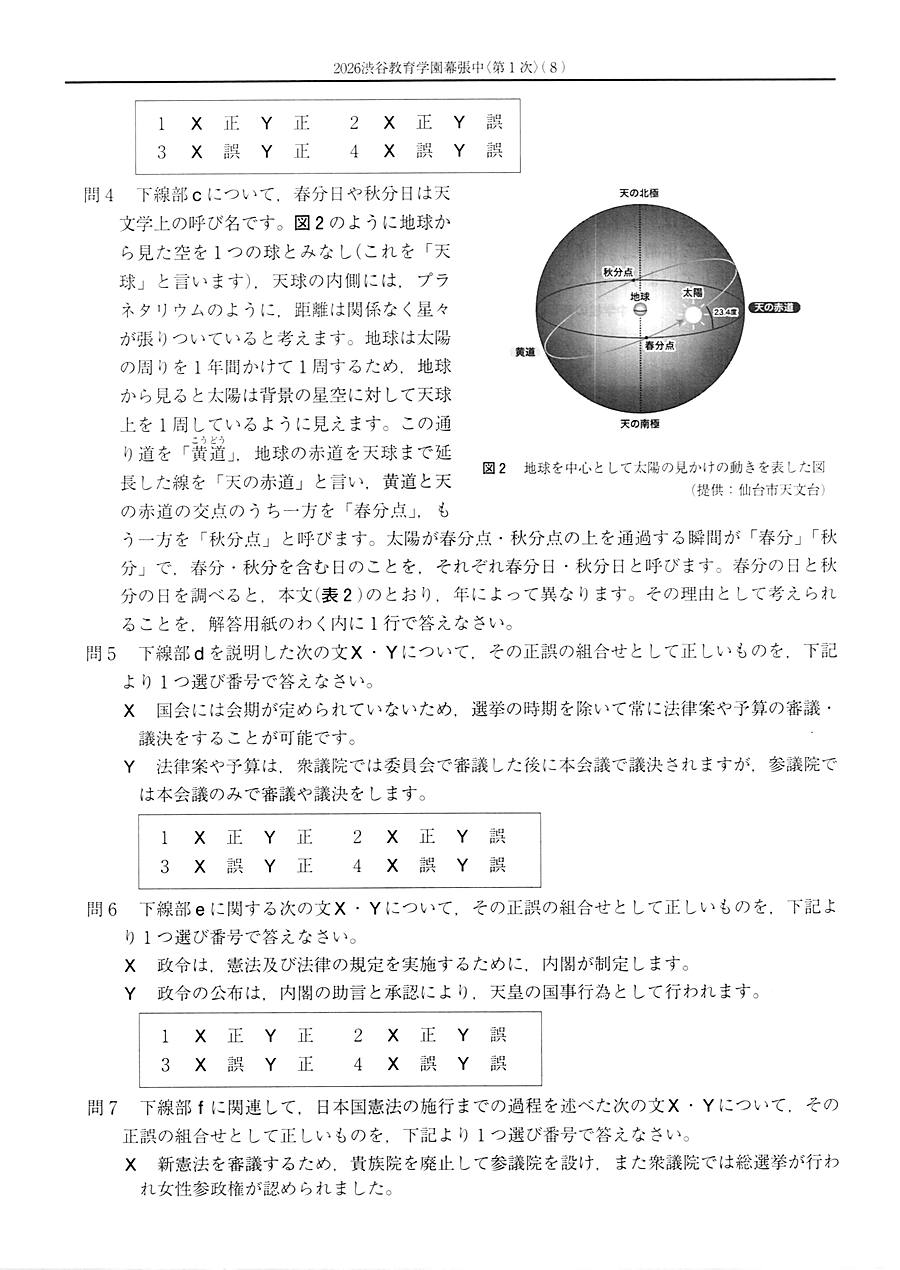 2026渋谷教育学園幕張中〈第1次〉(8)
1 X 正 Y 正 2 X 正 Y 誤
3 X 誤 Y 正 4 X 誤 Y 誤
問4 下線部cについて，春分日や秋分日は天
文学上の呼び名です。図2のように地球か
ら見た空を1つの球とみなし(これを「天
球」と言います)，天球の内側には，プラ
ネタリウムのように，距離は関係なく星々
が張りついていると考えます。地球は太陽
の周りを1年間かけて1周するため，地球
から見ると太陽は背景の星空に対して天球
上を1周しているように見えます。この通
こうどう
り道を「黄道」，地球の赤道を天球まで延
長した線を「天の赤道」と言い，黄道と天
の赤道の交点のうち一方を「春分点」，も
う一方を「秋分点」と呼びます。太陽が春分点・秋分点の上を通過する瞬間が「春分」「秋
分」で，春分・秋分を含む日のことを，それぞれ春分日・秋分日と呼びます。春分の日と秋
分の日を調べると，本文(表2)のとおり，年によって異なります。その理由として考えられ
ることを，解答用紙のわく内に1行で答えなさい。
天の北極
秋分点
地球
太陽
23.4度
天の赤道
春分点
黄道
天の南極
図2 地球を中心として太陽の見かけの動きを表した図
(提供：仙台市天文台)
問5 下線部dを説明した次の文X・Yについて，その正誤の組合せとして正しいものを，下記
より1つ選び番号で答えなさい。
X 国会には会期が定められていないため，選挙の時期を除いて常に法律案や予算の審議・
議決をすることが可能です。
Y 法律案や予算は，衆議院では委員会で審議した後に本会議で議決されますが，参議院で
は本会議のみで審議や議決をします。
1 X 正 Y 正 2 X 正 Y 誤
3 X 誤 Y 正 4 X 誤 Y 誤
問6 下線部eに関する次の文X・Yについて，その正誤の組合せとして正しいものを，下記よ
り1つ選び番号で答えなさい。
X 政令は，憲法及び法律の規定を実施するために，内閣が制定します。
Y 政令の公布は，内閣の助言と承認により，天皇の国事行為として行われます。
1 X 正 Y 正 2 X 正 Y 誤
3 X 誤 Y 正 4 X 誤 Y 誤
問7 下線部fに関連して，日本国憲法の施行までの過程を述べた次の文X・Yについて，その
正誤の組合せとして正しいものを，下記より1つ選び番号で答えなさい。
X 新憲法を審議するため，貴族院を廃止して参議院を設け，また衆議院では総選挙が行わ
れ女性参政権が認められました。